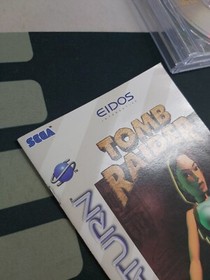 EIDOS
SEGA
TOMB
RAIDER
SATURN